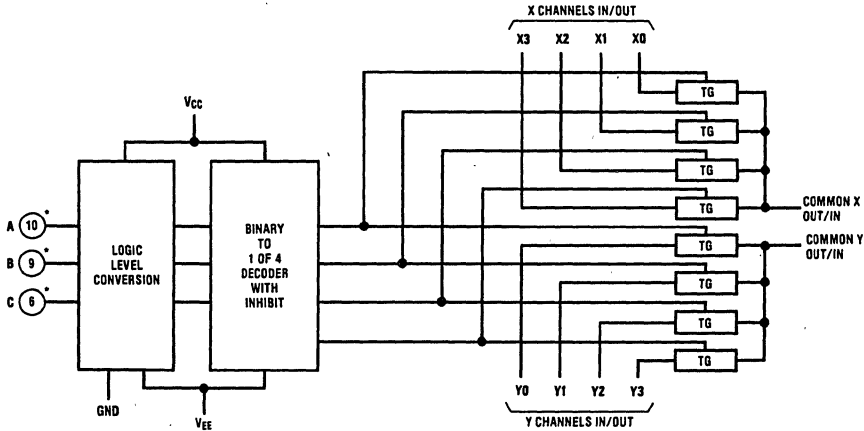 X CHANNELS IN/OUT
X3 X2 X1 X0
TG
TG
TG
TG
COMMON X
OUT/IN
VCC
A 10*
B 9*
C 6*
LOGIC
LEVEL
CONVERSION
BINARY
TO
1 OF 4
DECODER
WITH
INHIBIT
TG
COMMON Y
OUT/IN
TG
TG
TG
GND
VEE
Y0 Y1 Y2 Y3
Y CHANNELS IN/OUT